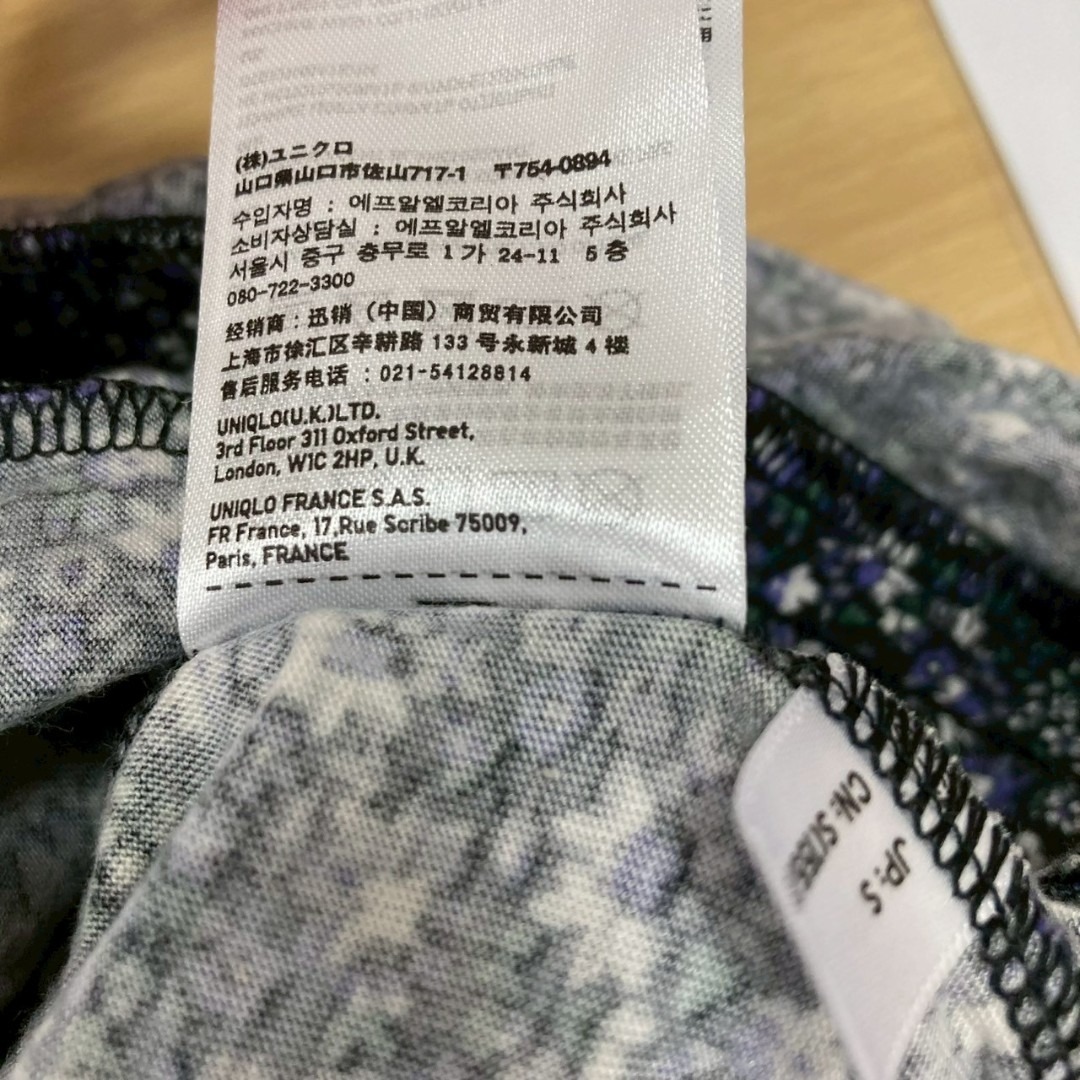 (株)ユニクロ
山口県山口市佐山717-1 〒754-0894
수입자명 : 에프알엘코리아 주식회사
소비자상담실 : 에프알엘코리아 주식회사
서울시 중구 충무로 1가 24-11 5층
080-722-3300
经销商：迅销（中国）商贸有限公司
上海市徐汇区辛耕路 133 号永新城 4 楼
售后服务电话 : 021-54128814
UNIQLO(U.K.)LTD.
3rd Floor 311 Oxford Street,
London, W1C 2HP, U.K.
UNIQLO FRANCE S.A.S.
FR France, 17,Rue Scribe 75009,
Paris, FRANCE
JP: S
CN: S(155/